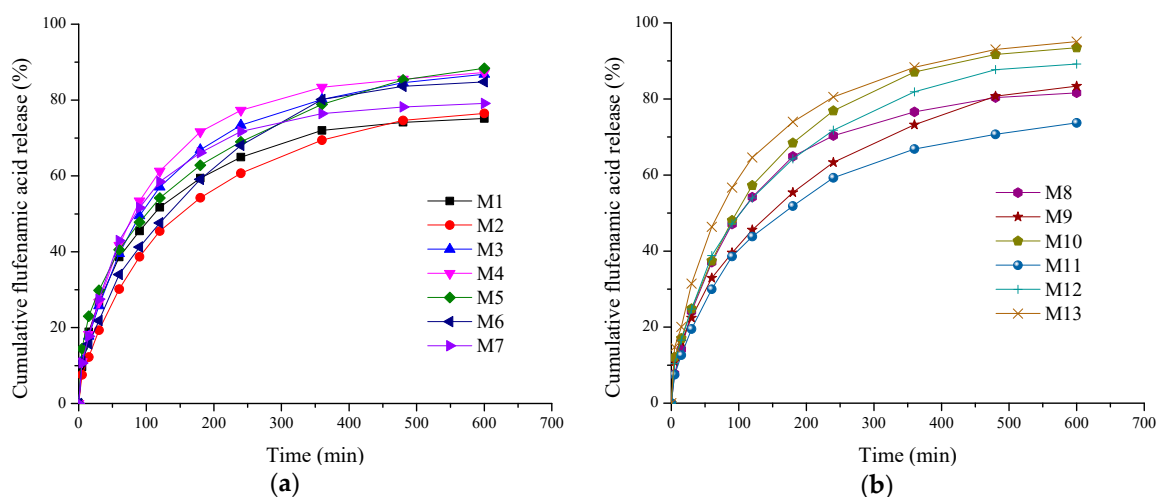 100
80
60
40
20
0
Cumulative flufenamic acid release (%)
M1
M2
M3
M4
M5
M6
M7
0 100 200 300 400 500 600 700
Time (min)
(a)
100
80
60
40
20
0
Cumulative flufenamic acid release (%)
M8
M9
M10
M11
M12
M13
0 100 200 300 400 500 600 700
Time (min)
(b)